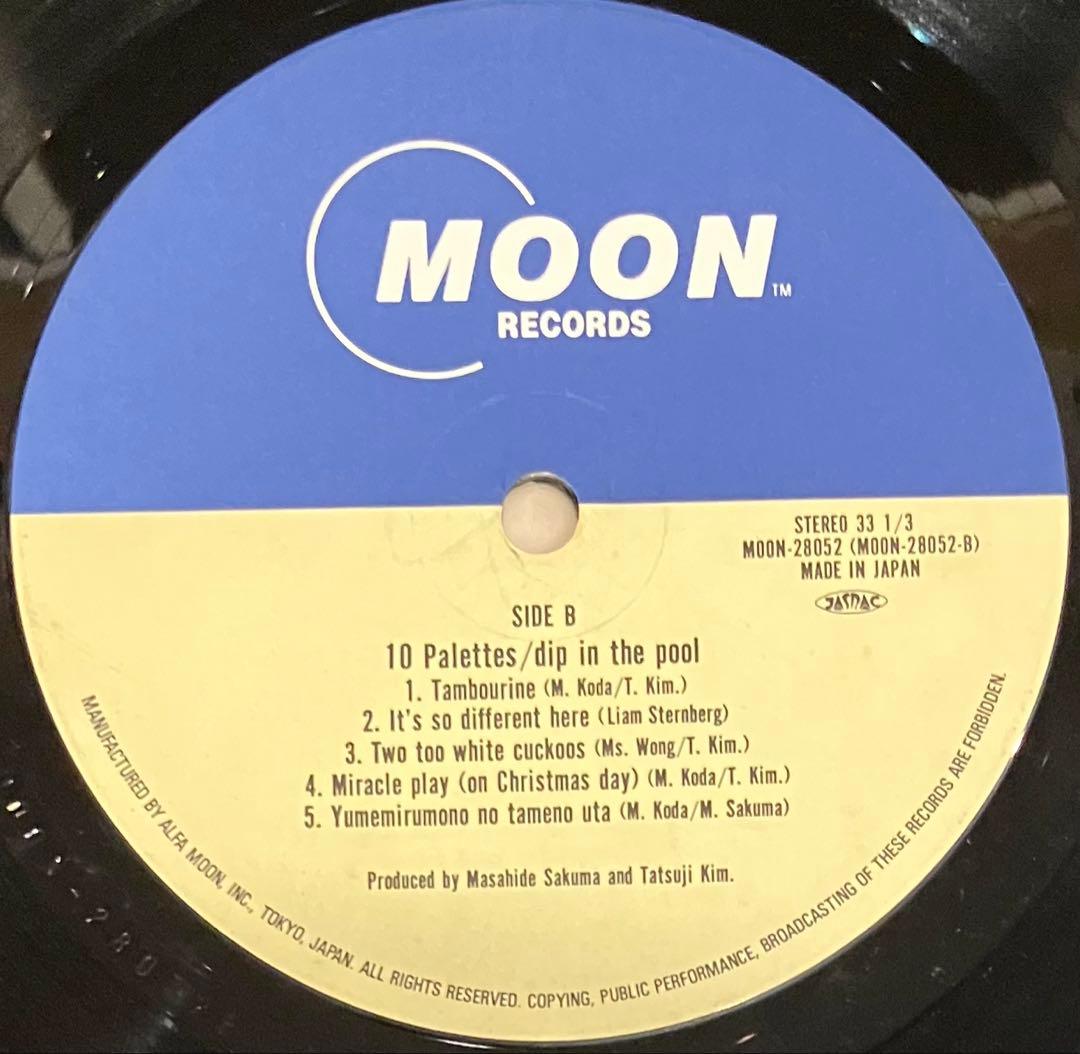 MOON™
RECORDS
STEREO 33 1/3
MOON-28052 (MOON-28052-B)
MADE IN JAPAN
JASRAC
SIDE B
10 Palettes/dip in the pool
1. Tambourine (M. Koda/T. Kim.)
2. It's so different here (Liam Sternberg)
3. Two too white cuckoos (Ms. Wong/T. Kim.)
4. Miracle play (on Christmas day) (M. Koda/T. Kim.)
5. Yumemirumono no tameno uta (M. Koda/M. Sakuma)
Produced by Masahide Sakuma and Tatsuji Kim.
MANUFACTURED BY ALFA MOON, INC., TOKYO, JAPAN. ALL RIGHTS RESERVED. COPYING, PUBLIC PERFORMANCE, BROADCASTING OF THESE RECORDS ARE FORBIDDEN.